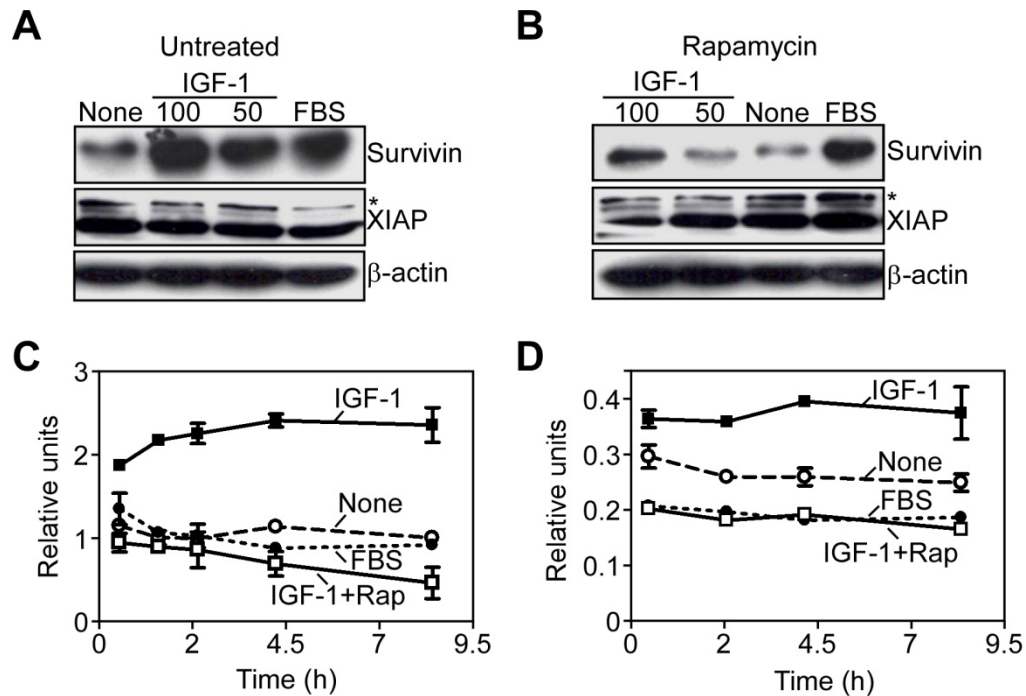 A
Untreated
IGF-1
None 100 50 FBS
Survivin
*
XIAP
β-actin
B
Rapamycin
IGF-1
100 50 None FBS
Survivin
*
XIAP
β-actin
C
3
2
1
0
Relative units
IGF-1
None
FBS
IGF-1+Rap
0 2 4.5 7 9.5
Time (h)
D
0.4
0.3
0.2
0.1
0
Relative units
IGF-1
None
FBS
IGF-1+Rap
0 2 4.5 7 9.5
Time (h)